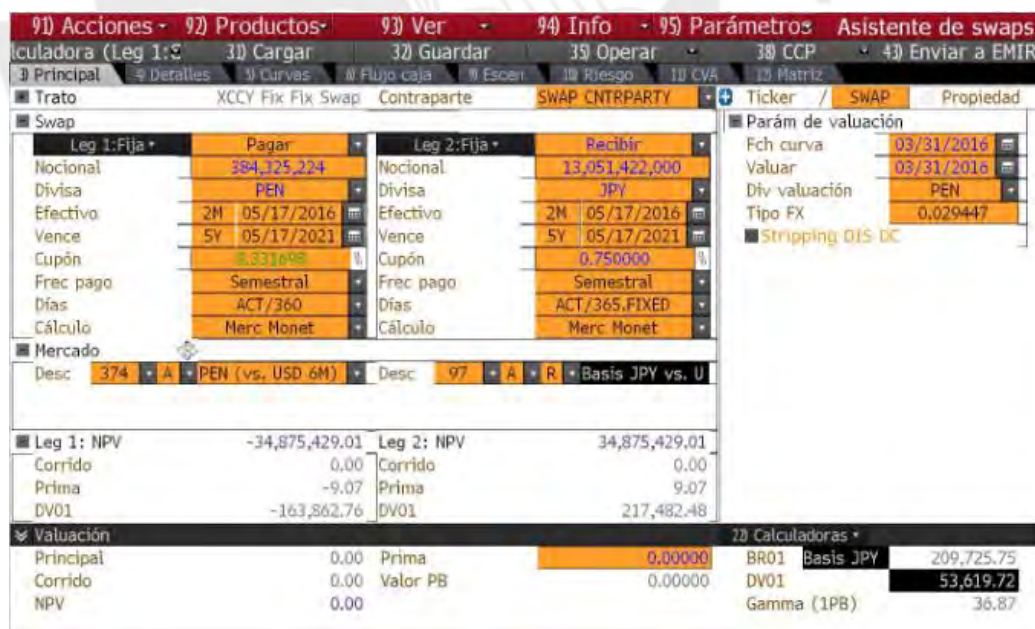 91) Acciones 92) Productos 93) Ver 94) Info 95) Parámetros Asistente de swaps
lculadora (Leg 1:S 31) Cargar 32) Guardar 35) Operar 38) CCP 43) Enviar a EMIR
3) Principal 4) Detalles 5) Curvas 6) Flujo caja 9) Escen 10) Riesgo 11) CVA 12) Matriz
Trato XCCY Fix Fix Swap Contraparte SWAP CNTRPARTY Ticker / SWAP Propiedad
Swap Parám de valuación
Leg 1:Fija Pagar Leg 2:Fija Recibir Fch curva 03/31/2016
Nocional 384,325,224 Nocional 13,051,422,000 Valuar 03/31/2016
Divisa PEN Divisa JPY Div valuación PEN
Efectivo 2M 05/17/2016 Efectivo 2M 05/17/2016 Tipo FX 0.029447
Vence 5Y 05/17/2021 Vence 5Y 05/17/2021 Stripping OIS DC
Cupón % Cupón 0.750000 %
Frec pago Semestral Frec pago Semestral
Días ACT/360 Días ACT/365.FIXED
Cálculo Merc Monet Cálculo Merc Monet
Mercado
Desc 374 A PEN (vs. USD 6M) Desc 97 A R Basis JPY vs. U
Leg 1: NPV -34,875,429.01 Leg 2: NPV 34,875,429.01
Corrido 0.00 Corrido 0.00
Prima -9.07 Prima 9.07
DV01 -163,862.76 DV01 217,482.48
Valuación Calculadoras
Principal 0.00 Prima 0.00000 BR01 Basis JPY 209,725.75
Corrido 0.00 Valor PB 0.00000 DV01 53,619.72
NPV 0.00 Gamma (1PB) 36.87